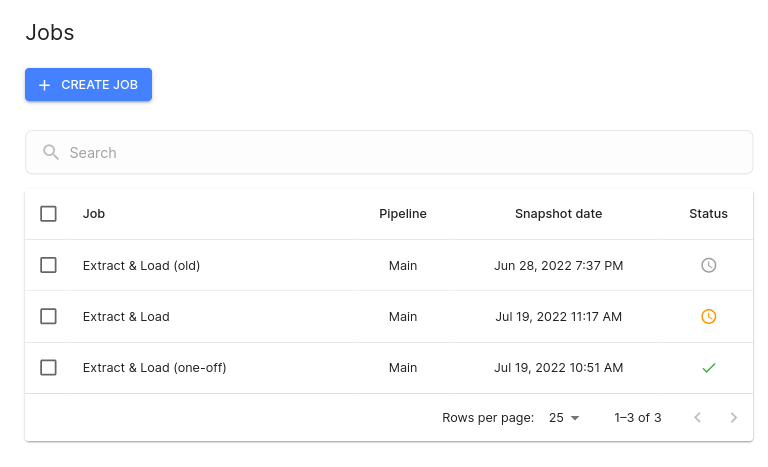 Jobs
CREATE JOB
Search
Job Pipeline Snapshot date Status
Extract & Load (old) Main Jun 28, 2022 7:37 PM
Extract & Load Main Jul 19, 2022 11:17 AM
Extract & Load (one-off) Main Jul 19, 2022 10:51 AM
Rows per page: 25 1–3 of 3